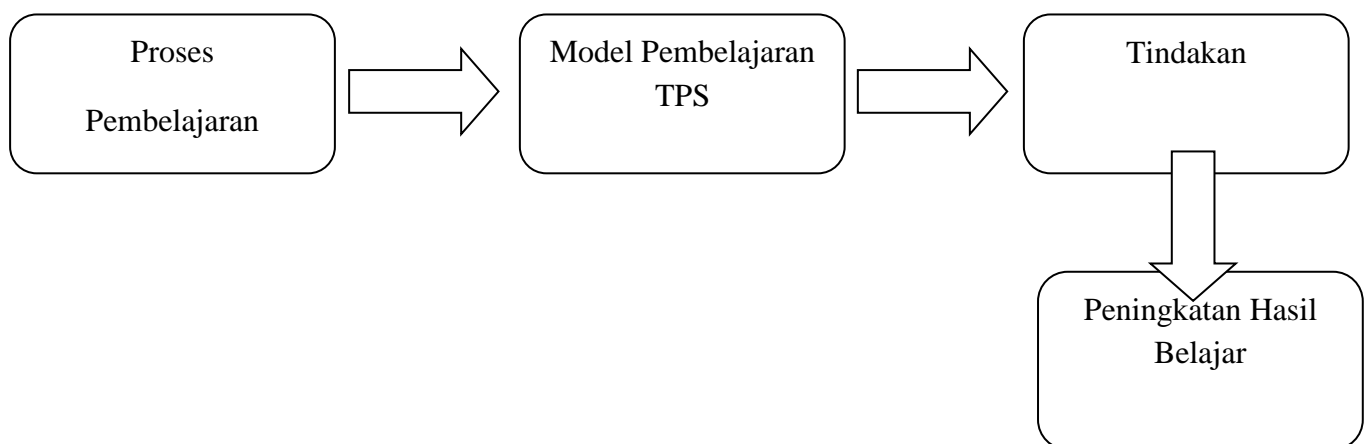 Proses
Pembelajaran
Model Pembelajaran
TPS
Tindakan
Peningkatan Hasil
Belajar